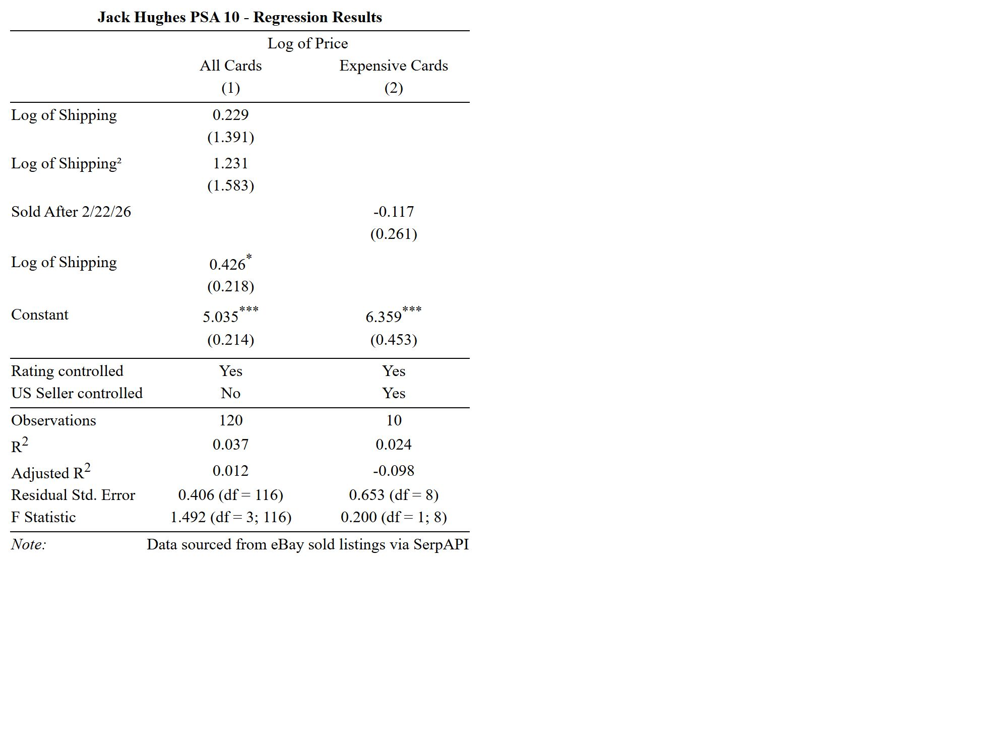 Jack Hughes PSA 10 - Regression Results
Log of Price
All Cards Expensive Cards
(1) (2)
Log of Shipping 0.229
(1.391)
Log of Shipping² 1.231
(1.583)
Sold After 2/22/26 -0.117
(0.261)
Log of Shipping 0.426*
(0.218)
Constant 5.035*** 6.359***
(0.214) (0.453)
Rating controlled Yes Yes
US Seller controlled No Yes
Observations 120 10
R² 0.037 0.024
Adjusted R² 0.012 -0.098
Residual Std. Error 0.406 (df = 116) 0.653 (df = 8)
F Statistic 1.492 (df = 3; 116) 0.200 (df = 1; 8)
Note: Data sourced from eBay sold listings via SerpAPI